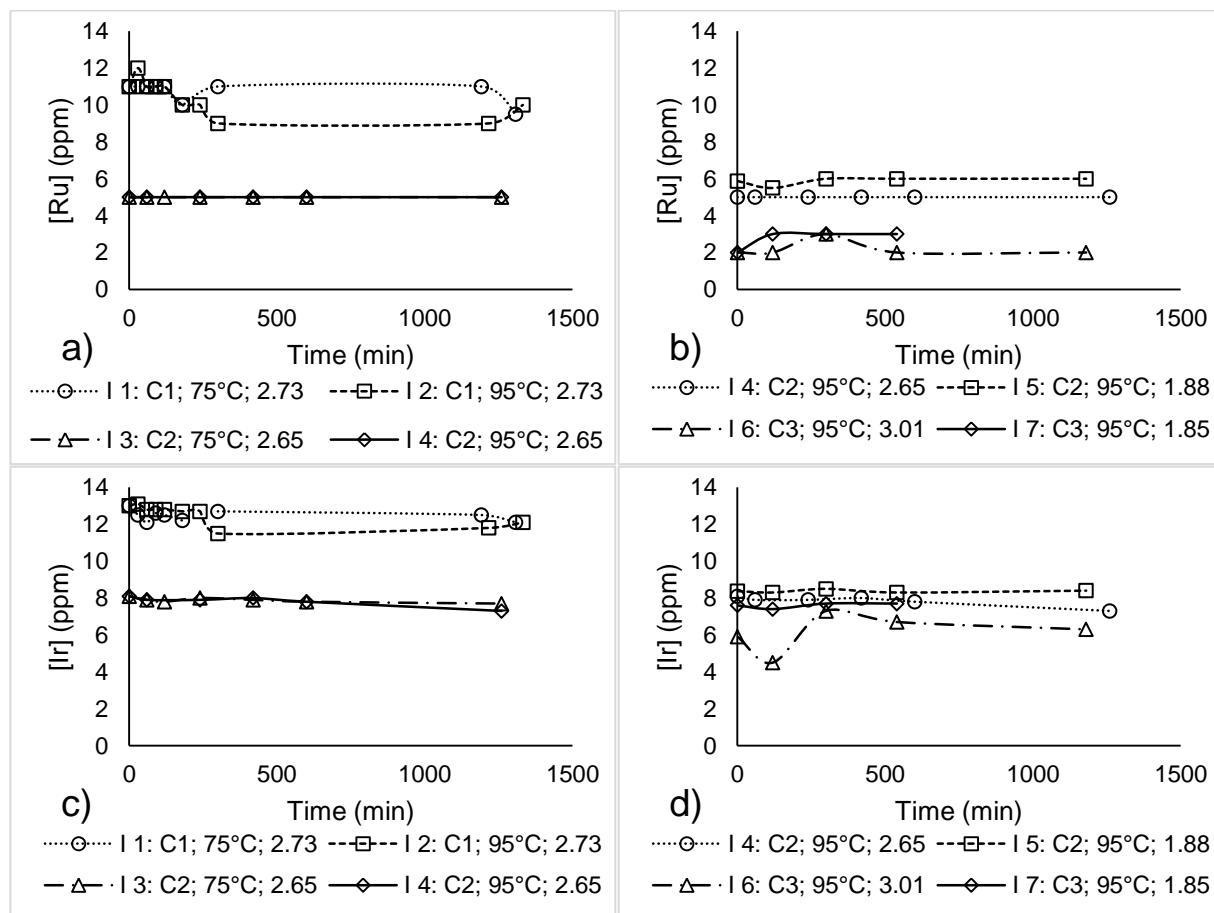 14
12
10
8
6
4
2
0
[Ru] (ppm)
0 500 1000 1500
Time (min)
a)
I 1: C1; 75°C; 2.73 I 2: C1; 95°C; 2.73
I 3: C2; 75°C; 2.65 I 4: C2; 95°C; 2.65
14
12
10
8
6
4
2
0
[Ru] (ppm)
0 500 1000 1500
Time (min)
b)
I 4: C2; 95°C; 2.65 I 5: C2; 95°C; 1.88
I 6: C3; 95°C; 3.01 I 7: C3; 95°C; 1.85
14
12
10
8
6
4
2
0
[Ir] (ppm)
0 500 1000 1500
Time (min)
c)
I 1: C1; 75°C; 2.73 I 2: C1; 95°C; 2.73
I 3: C2; 75°C; 2.65 I 4: C2; 95°C; 2.65
14
12
10
8
6
4
2
0
[Ir] (ppm)
0 500 1000 1500
Time (min)
d)
I 4: C2; 95°C; 2.65 I 5: C2; 95°C; 1.88
I 6: C3; 95°C; 3.01 I 7: C3; 95°C; 1.85